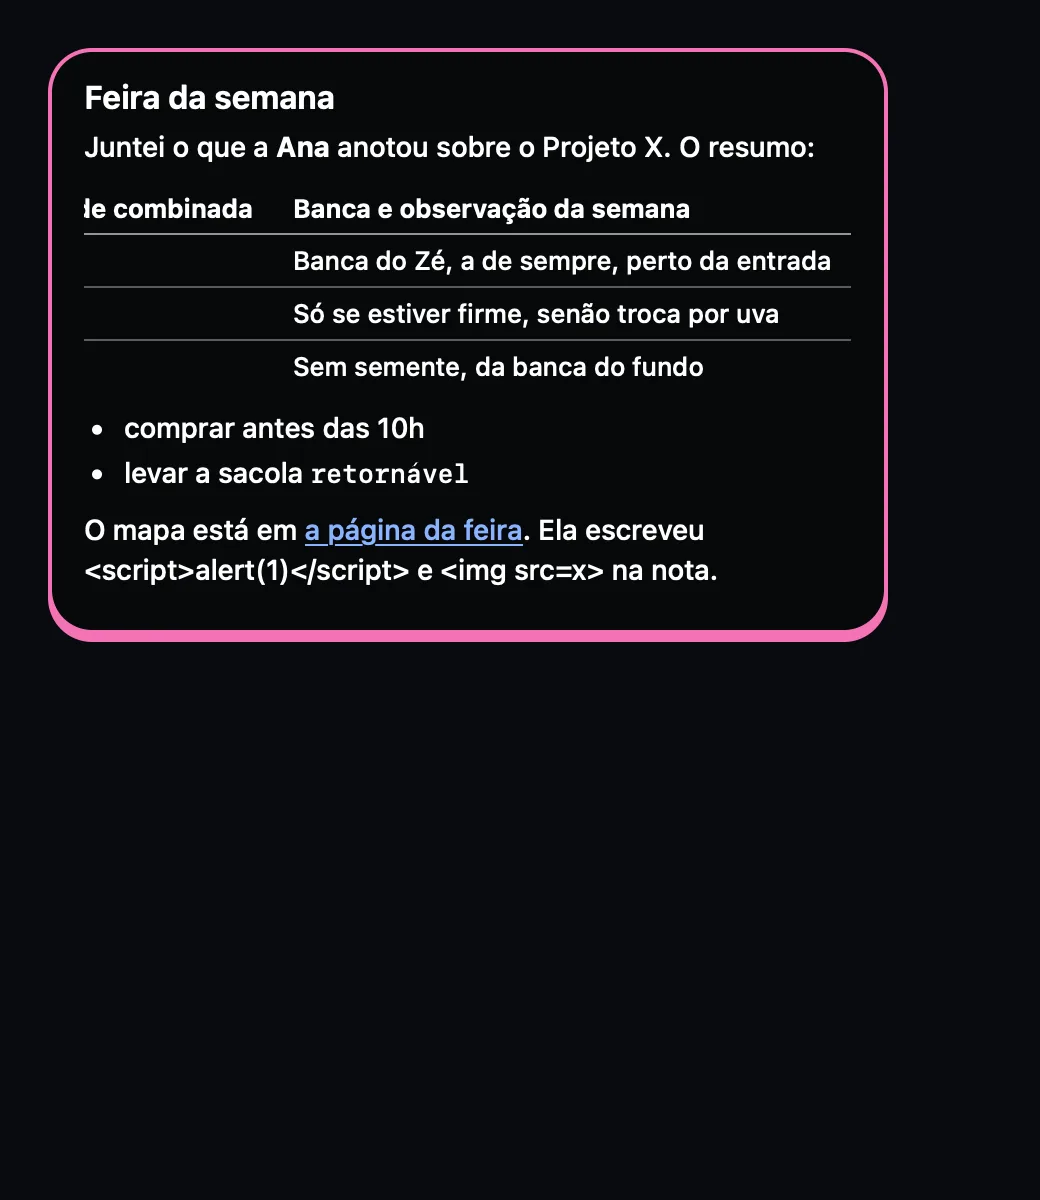 Feira da semana
Juntei o que a Ana anotou sobre o Projeto X. O resumo:
combinada Banca e observação da semana
Banca do Zé, a de sempre, perto da entrada
Só se estiver firme, senão troca por uva
Sem semente, da banca do fundo
• comprar antes das 10h
• levar a sacola retornável
O mapa está em a página da feira. Ela escreveu
<script>alert(1)</script> e <img src=x> na nota.